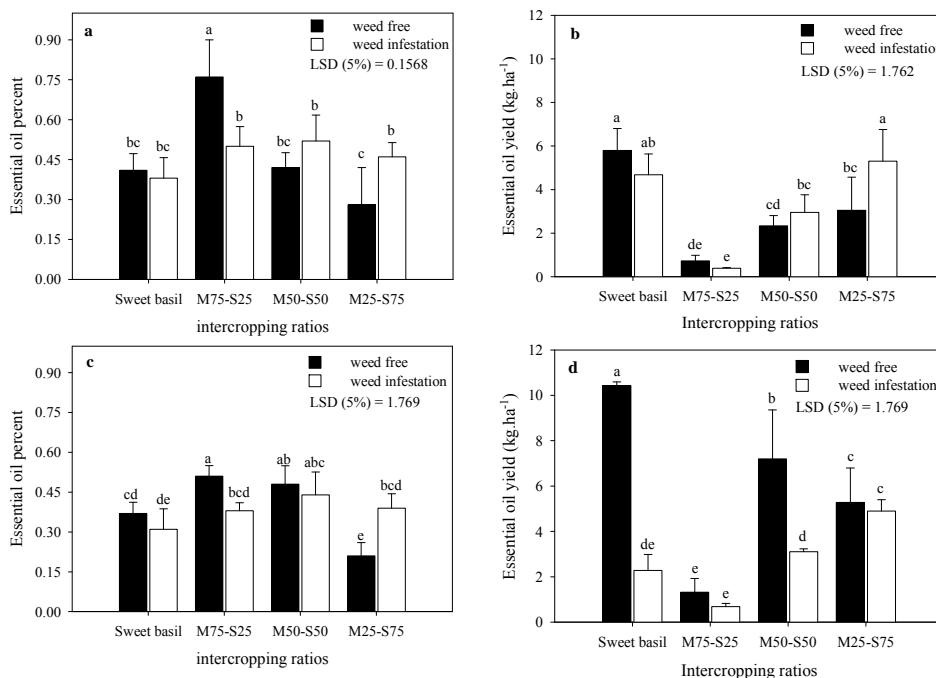 a
weed free
weed infestation
LSD (5%) = 0.1568
Essential oil percent
0.90
0.75
0.60
0.45
0.30
0.15
0.00
bc
bc
a
b
bc
b
c
b
Sweet basil
M75-S25
M50-S50
M25-S75
intercropping ratios
b
weed free
weed infestation
LSD (5%) = 1.762
Essential oil yield (kg.ha-1)
12
10
8
6
4
2
0
a
ab
de
e
cd
bc
bc
a
Sweet basil
M75-S25
M50-S50
M25-S75
Intercropping ratios
c
weed free
weed infestation
LSD (5%) = 1.769
Essential oil percent
0.90
0.75
0.60
0.45
0.30
0.15
0.00
cd
de
a
bcd
ab
abc
e
bcd
Sweet basil
M75-S25
M50-S50
M25-S75
intercropping ratios
d
weed free
weed infestation
LSD (5%) = 1.769
Essential oil yield (kg.ha-1)
12
10
8
6
4
2
0
a
de
e
e
b
d
c
c
Sweet basil
M75-S25
M50-S50
M25-S75
Intercropping ratios